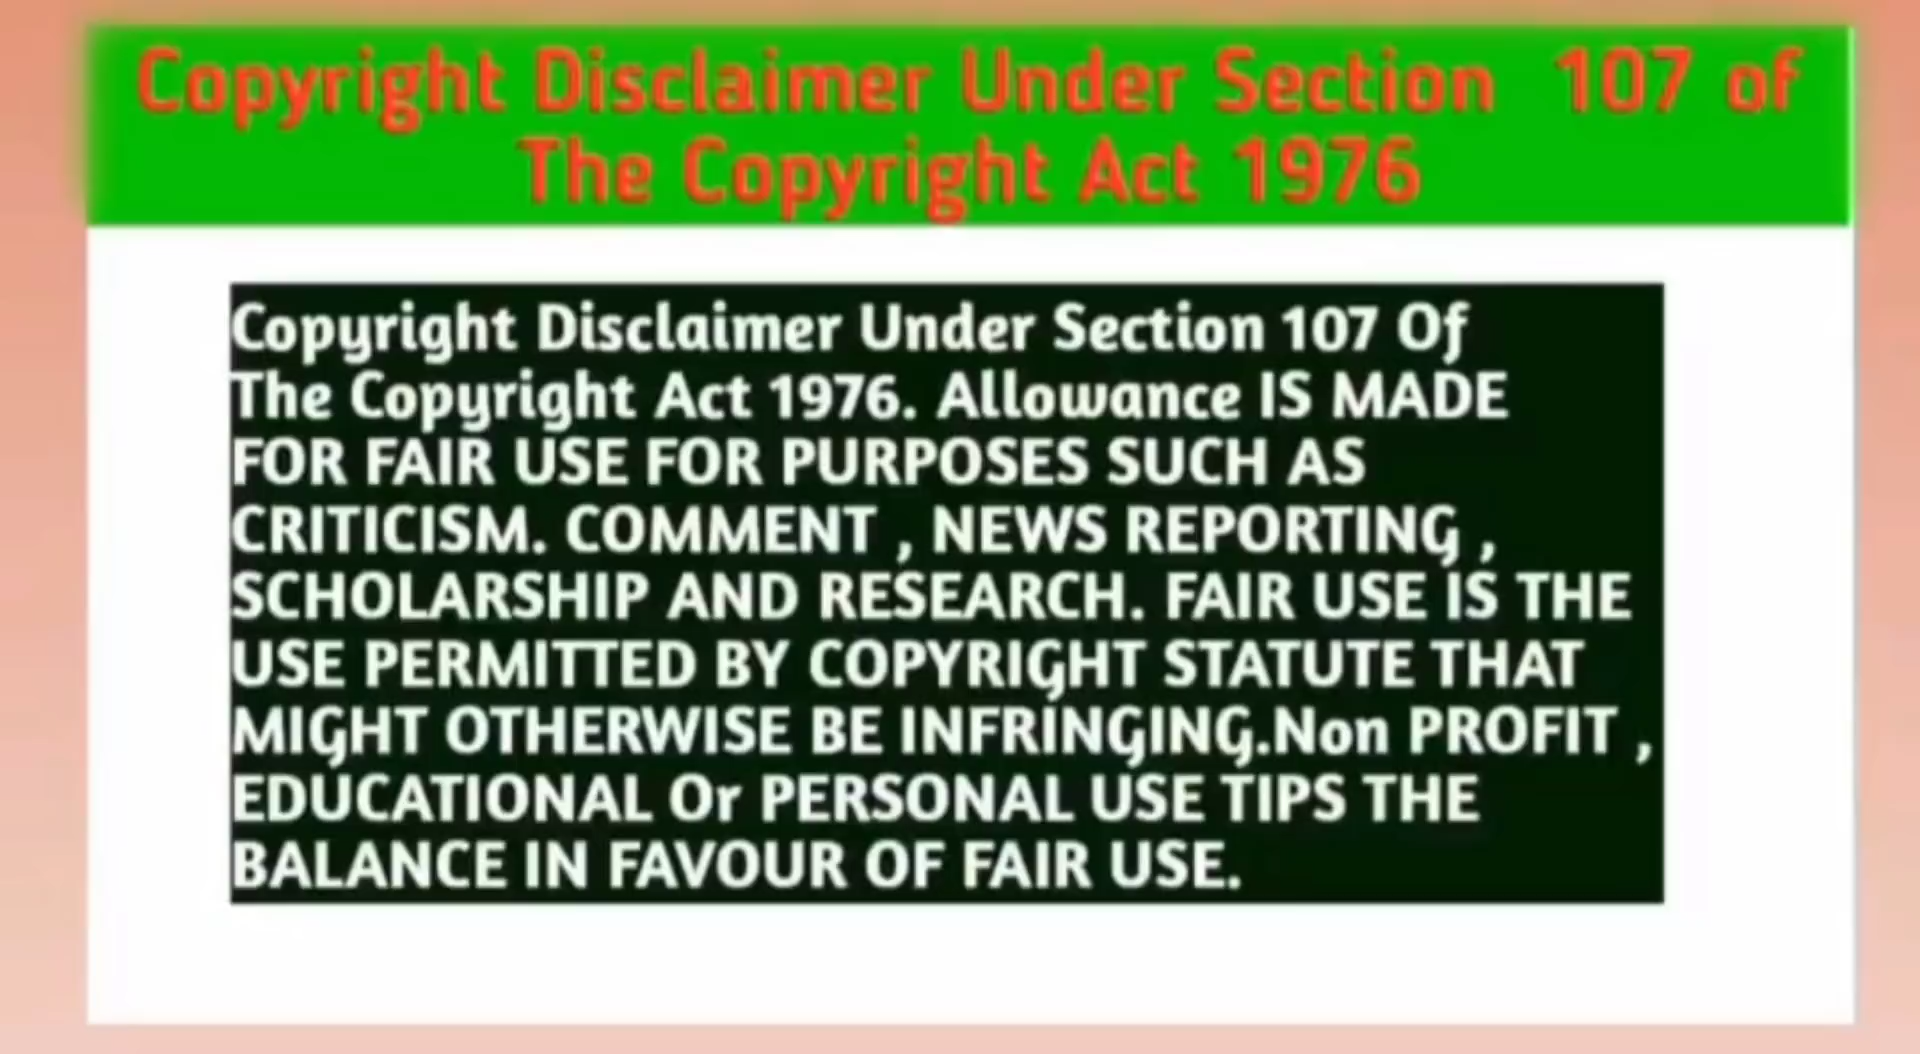 Copyright Disclaimer Under Section 107 of
The Copyright Act 1976
Copyright Disclaimer Under Section 107 Of
The Copyright Act 1976. Allowance IS MADE
FOR FAIR USE FOR PURPOSES SUCH AS
CRITICISM. COMMENT , NEWS REPORTING ,
SCHOLARSHIP AND RESEARCH. FAIR USE IS THE
USE PERMITTED BY COPYRIGHT STATUTE THAT
MIGHT OTHERWISE BE INFRINGING.Non PROFIT ,
EDUCATIONAL Or PERSONAL USE TIPS THE
BALANCE IN FAVOUR OF FAIR USE.